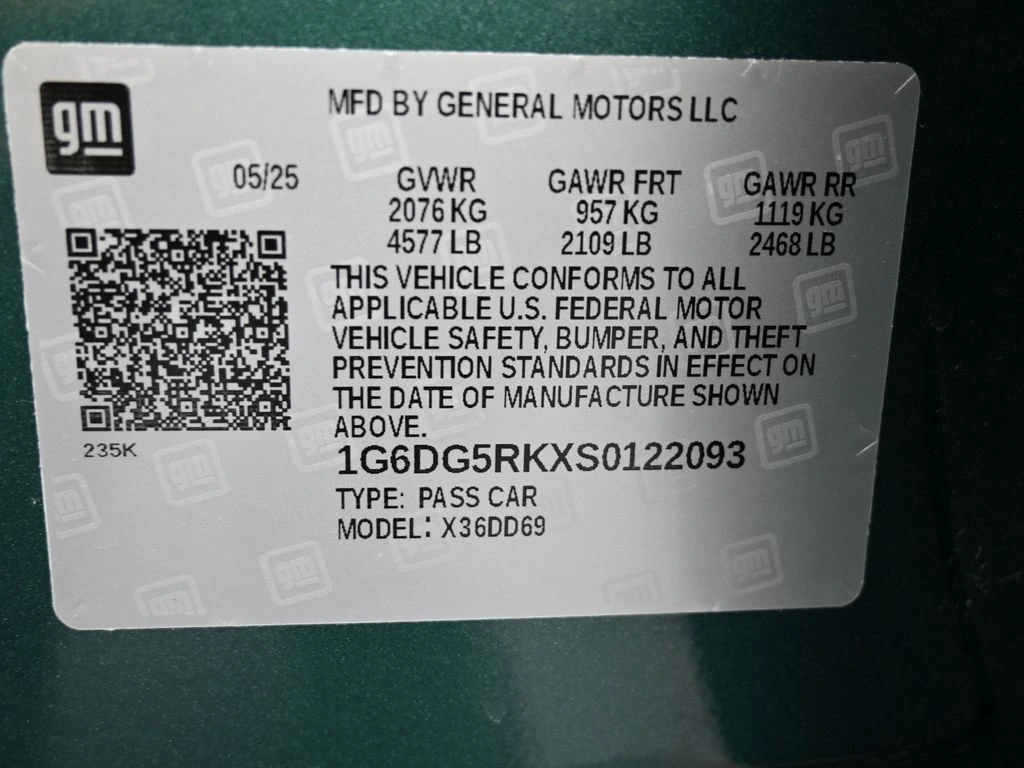 gm
MFD BY GENERAL MOTORS LLC
05/25 GVWR GAWR FRT GAWR RR
2076 KG 957 KG 1119 KG
4577 LB 2109 LB 2468 LB
THIS VEHICLE CONFORMS TO ALL
APPLICABLE U.S. FEDERAL MOTOR
VEHICLE SAFETY, BUMPER, AND THEFT
PREVENTION STANDARDS IN EFFECT ON
THE DATE OF MANUFACTURE SHOWN
ABOVE.
235K
1G6DG5RKXS0122093
TYPE: PASS CAR
MODEL: X36DD69